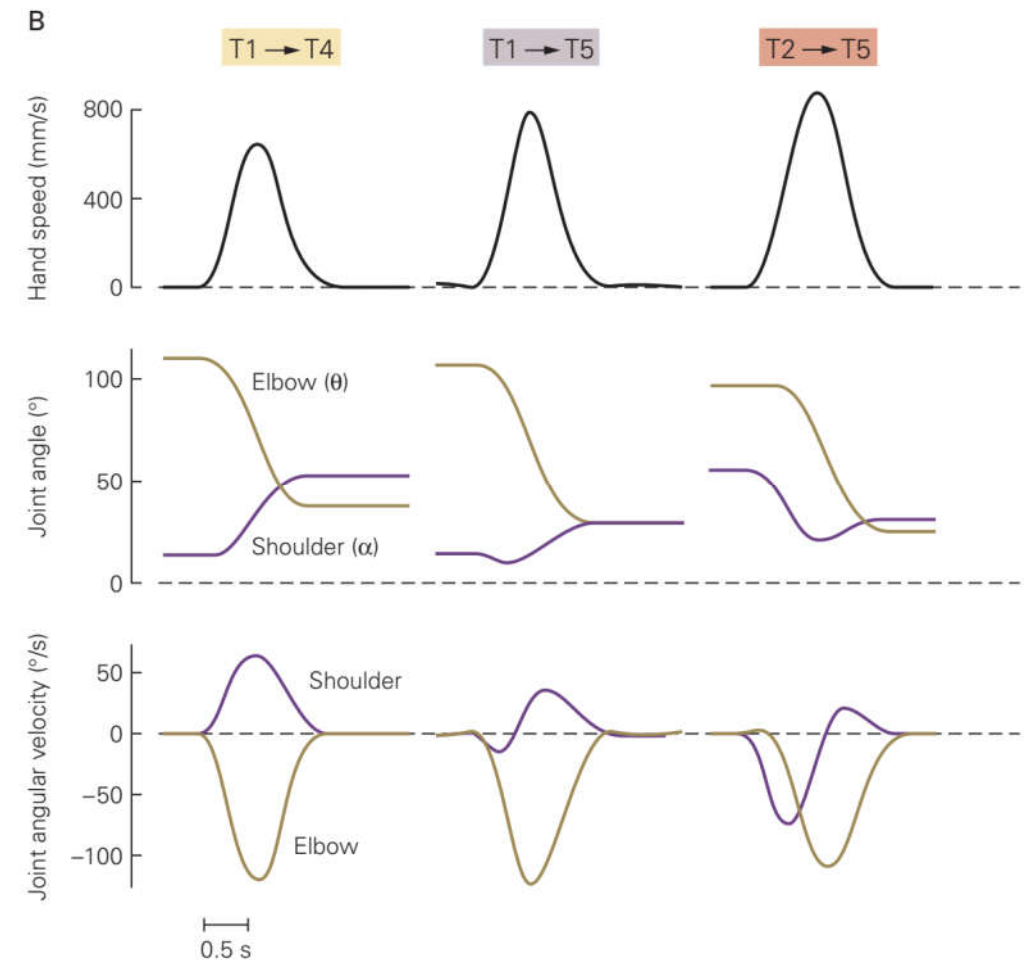 B
T1 → T4
T1 → T5
T2 → T5
Hand speed (mm/s)
800
400
0
Joint angle (°)
100
50
0
Elbow (θ)
Shoulder (α)
Joint angular velocity (°/s)
50
0
–50
–100
Shoulder
Elbow
0.5 s